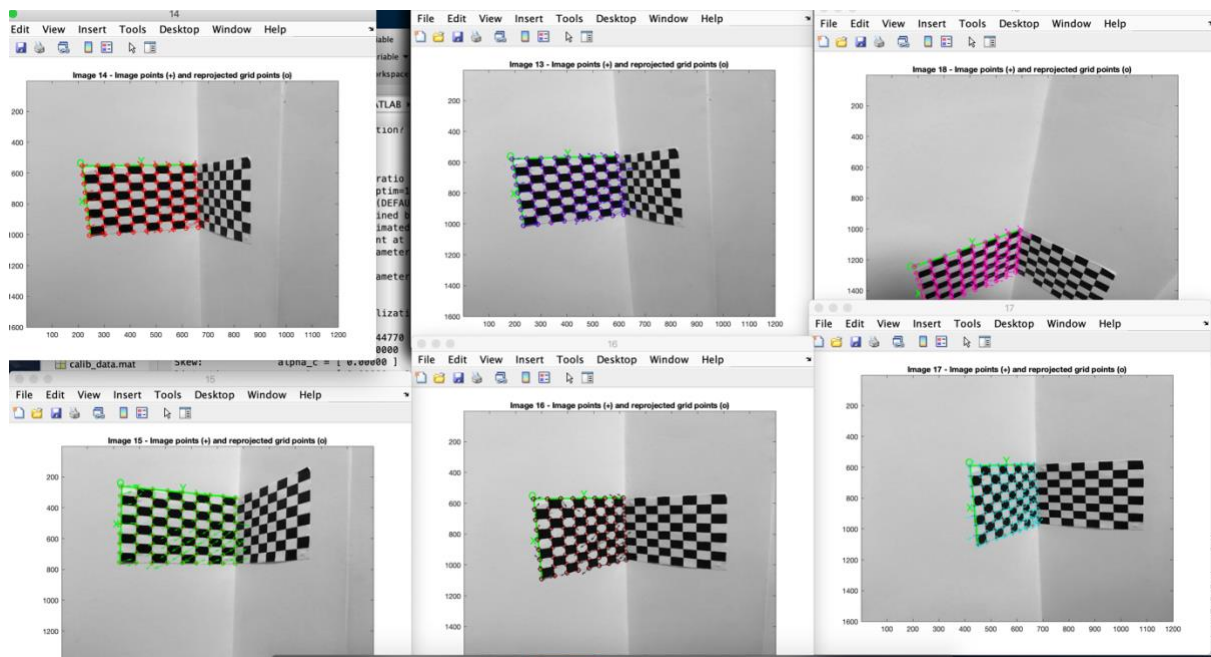 14
Edit View Insert Tools Desktop Window Help
Image 14 - Image points (+) and reprojected grid points (o)
O
Y
X
200
400
600
800
1000
1200
1400
1600
100 200 300 400 500 600 700 800 900 1000 1100 1200
File Edit View Insert Tools Desktop Window Help
Image 13 - Image points (+) and reprojected grid points (o)
O
Y
X
200
400
600
800
1000
1200
1400
1600
100 200 300 400 500 600 700 800 900 1000 1100 1200
File Edit View Insert Tools Desktop Window Help
Image 18 - Image points (+) and reprojected grid points (o)
O
Y
200
400
600
800
1000
1200
1400
calib_data.mat
Skew: alpha_c = [ 0.00000 ]
44770
0000
15
File Edit View Insert Tools Desktop Window Help
Image 15 - Image points (+) and reprojected grid points (o)
O
Y
X
200
400
600
800
1000
1200
16
File Edit View Insert Tools Desktop Window Help
Image 16 - Image points (+) and reprojected grid points (o)
O
Y
X
200
400
600
800
1000
1200
1400
17
File Edit View Insert Tools Desktop Window Help
Image 17 - Image points (+) and reprojected grid points (o)
O
Y
X
200
400
600
800
1000
1200
1400
1600
100 200 300 400 500 600 700 800 900 1000 1100 1200